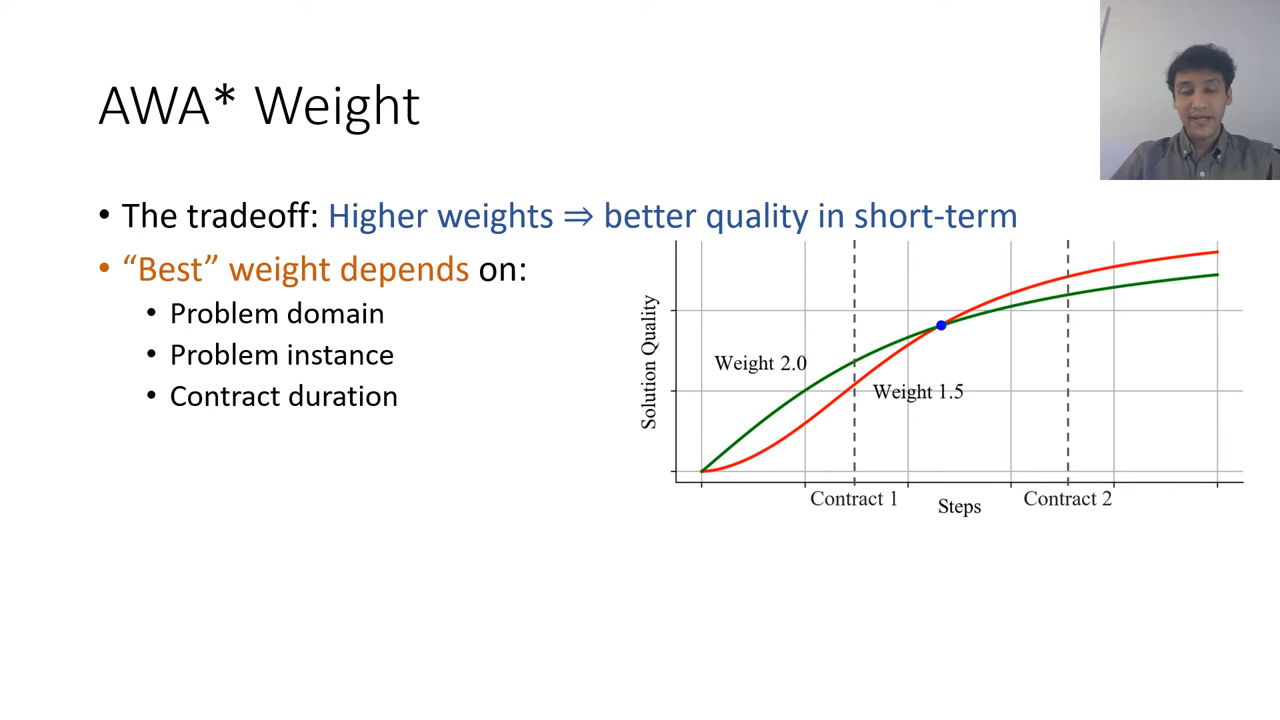 AWA* Weight
• The tradeoff: Higher weights ⇒ better quality in short-term
• “Best” weight depends on:
• Problem domain
• Problem instance
• Contract duration
Solution Quality
Weight 2.0
Weight 1.5
Contract 1
Steps
Contract 2